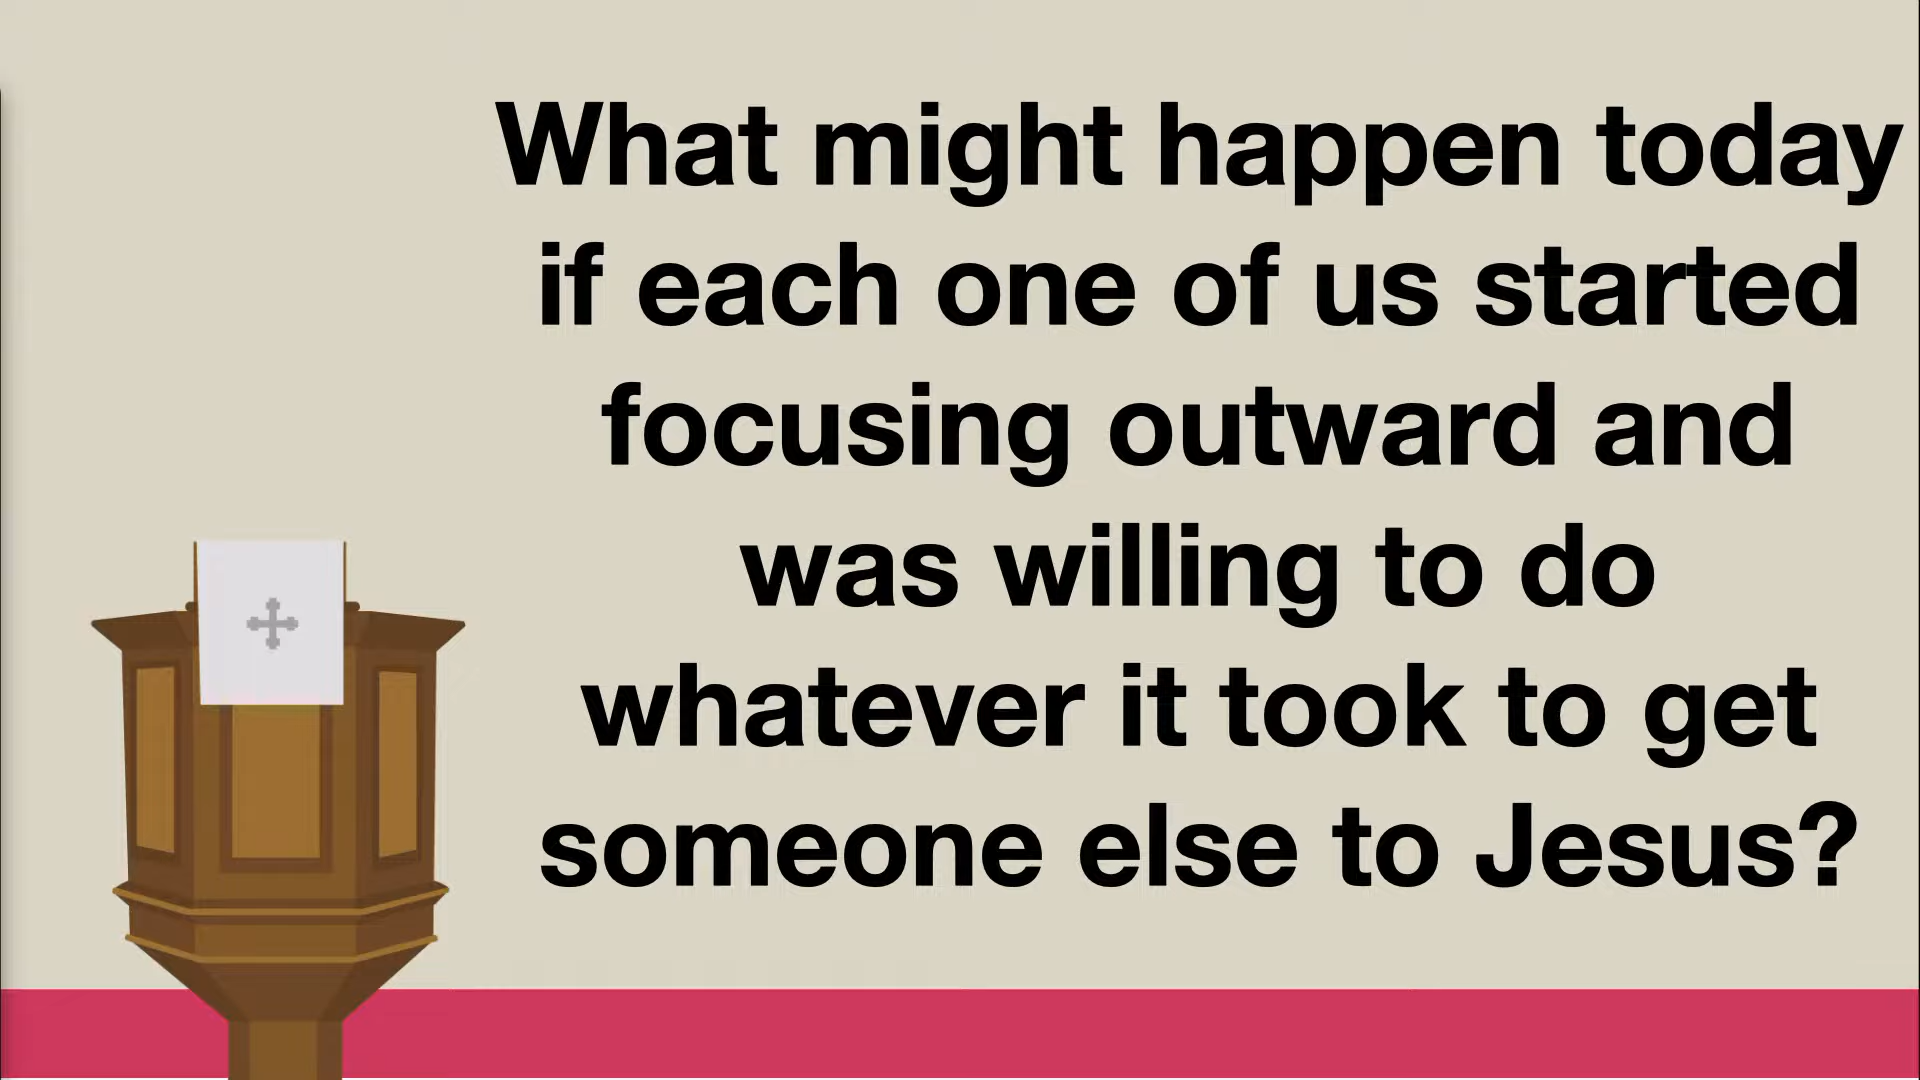 What might happen today
if each one of us started
focusing outward and
was willing to do
whatever it took to get
someone else to Jesus?